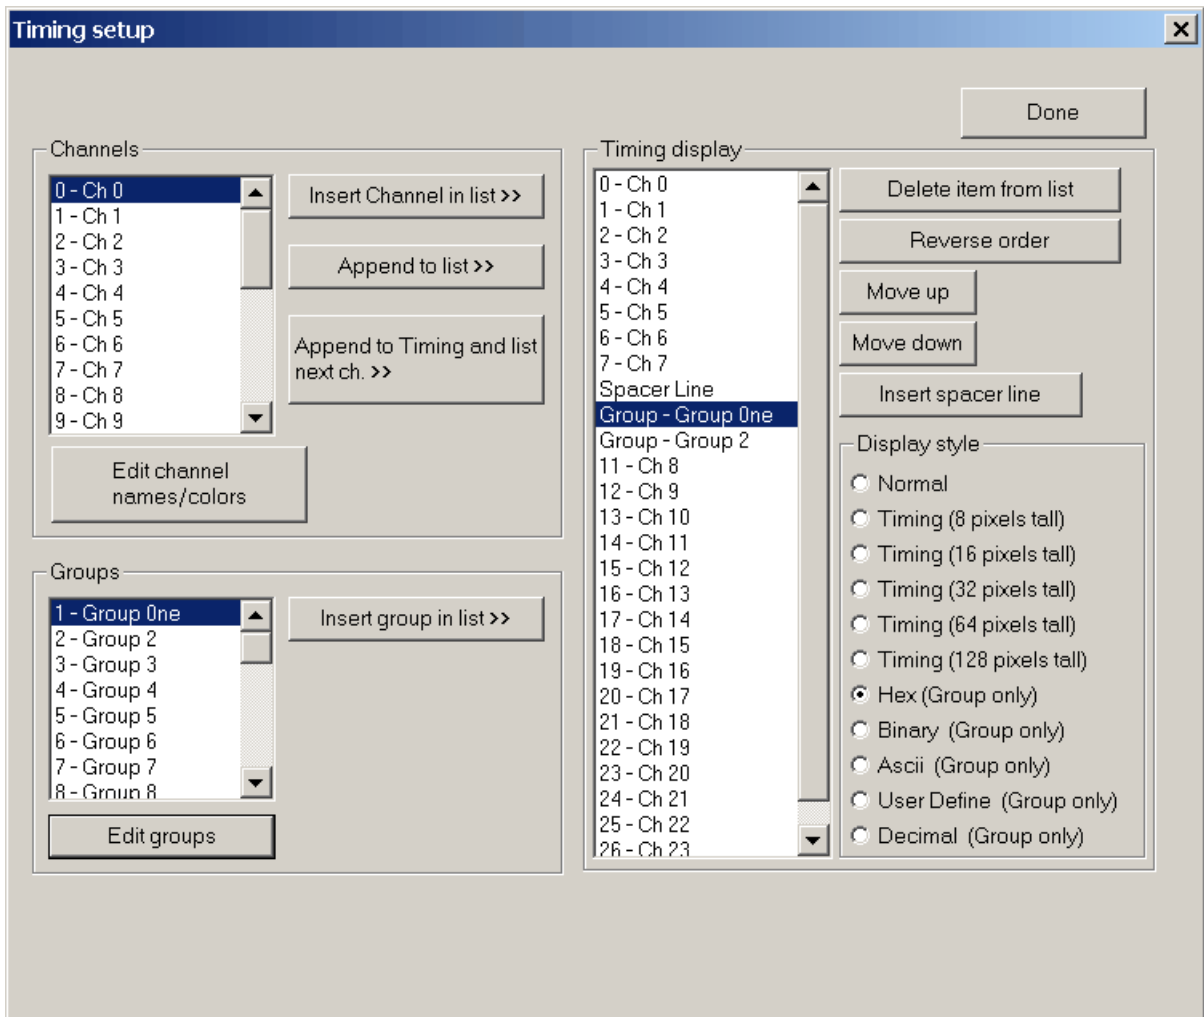 Timing setup
Done
Channels
0 - Ch 0
1 - Ch 1
2 - Ch 2
3 - Ch 3
4 - Ch 4
5 - Ch 5
6 - Ch 6
7 - Ch 7
8 - Ch 8
9 - Ch 9
Insert Channel in list >>
Append to list >>
Append to Timing and list
next ch. >>
Edit channel
names/colors
Groups
1 - Group One
2 - Group 2
3 - Group 3
4 - Group 4
5 - Group 5
6 - Group 6
7 - Group 7
8 - Group 8
Insert group in list >>
Edit groups
Timing display
0 - Ch 0
1 - Ch 1
2 - Ch 2
3 - Ch 3
4 - Ch 4
5 - Ch 5
6 - Ch 6
7 - Ch 7
Spacer Line
Group - Group One
Group - Group 2
11 - Ch 8
12 - Ch 9
13 - Ch 10
14 - Ch 11
15 - Ch 12
16 - Ch 13
17 - Ch 14
18 - Ch 15
19 - Ch 16
20 - Ch 17
21 - Ch 18
22 - Ch 19
23 - Ch 20
24 - Ch 21
25 - Ch 22
26 - Ch 23
Delete item from list
Reverse order
Move up
Move down
Insert spacer line
Display style
Normal
Timing (8 pixels tall)
Timing (16 pixels tall)
Timing (32 pixels tall)
Timing (64 pixels tall)
Timing (128 pixels tall)
Hex (Group only)
Binary (Group only)
Ascii (Group only)
User Define (Group only)
Decimal (Group only)